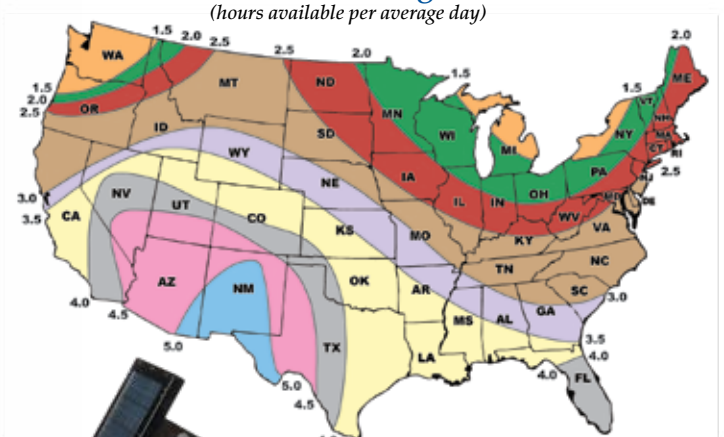 (hours available per average day)
1.5
2.0
2.5
2.5
2.0
1.5
1.5
2.0
WA
MT
ND
MN
WI
MI
NY
VT
NH
ME
MA
CT
RI
1.5
2.0
2.5
OR
ID
WY
SD
IA
IL
IN
OH
PA
NJ
2.5
DE
MD
WV
VA
NE
3.0
3.5
CA
NV
UT
CO
KS
MO
KY
TN
NC
SC
3.0
AZ
NM
OK
AR
MS
AL
GA
3.5
4.0
4.0
4.5
5.0
TX
LA
4.0
FL
5.0
4.5